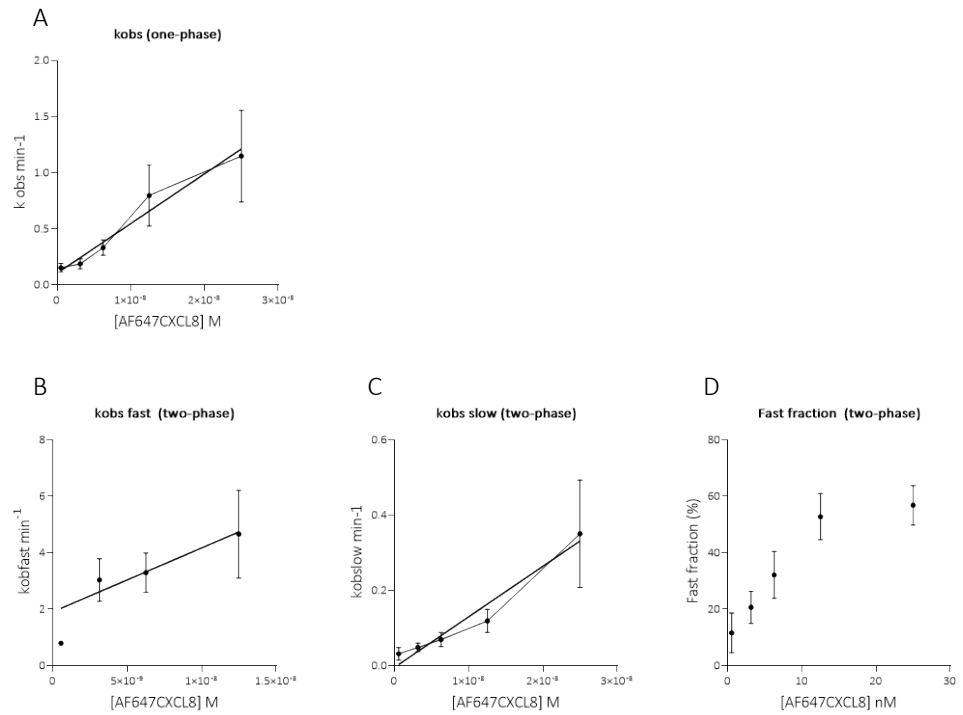 A
kobs (one-phase)
2.0
1.5
1.0
0.5
0.0
k obs min-1
0
1×10⁻⁸
2×10⁻⁸
3×10⁻⁸
[AF647CXCL8] M
B
kobs fast (two-phase)
8
6
4
2
0
kobfast min⁻¹
0
5×10⁻⁹
1×10⁻⁸
1.5×10⁻⁸
[AF647CXCL8] M
C
kobs slow (two-phase)
0.6
0.4
0.2
0.0
kobslow min-1
0
1×10⁻⁸
2×10⁻⁸
3×10⁻⁸
[AF647CXCL8] M
D
Fast fraction (two-phase)
80
60
40
20
0
Fast fraction (%)
0
10
20
30
[AF647CXCL8] nM